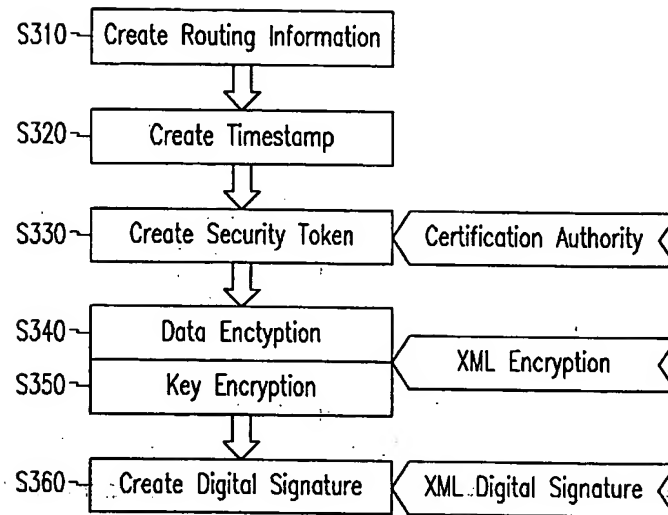 S310 Create Routing Information
S320 Create Timestamp
S330 Create Security Token Certification Authority
S340 Data Enctyption
XML Encryption
S350 Key Encryption
S360 Create Digital Signature XML Digital Signature